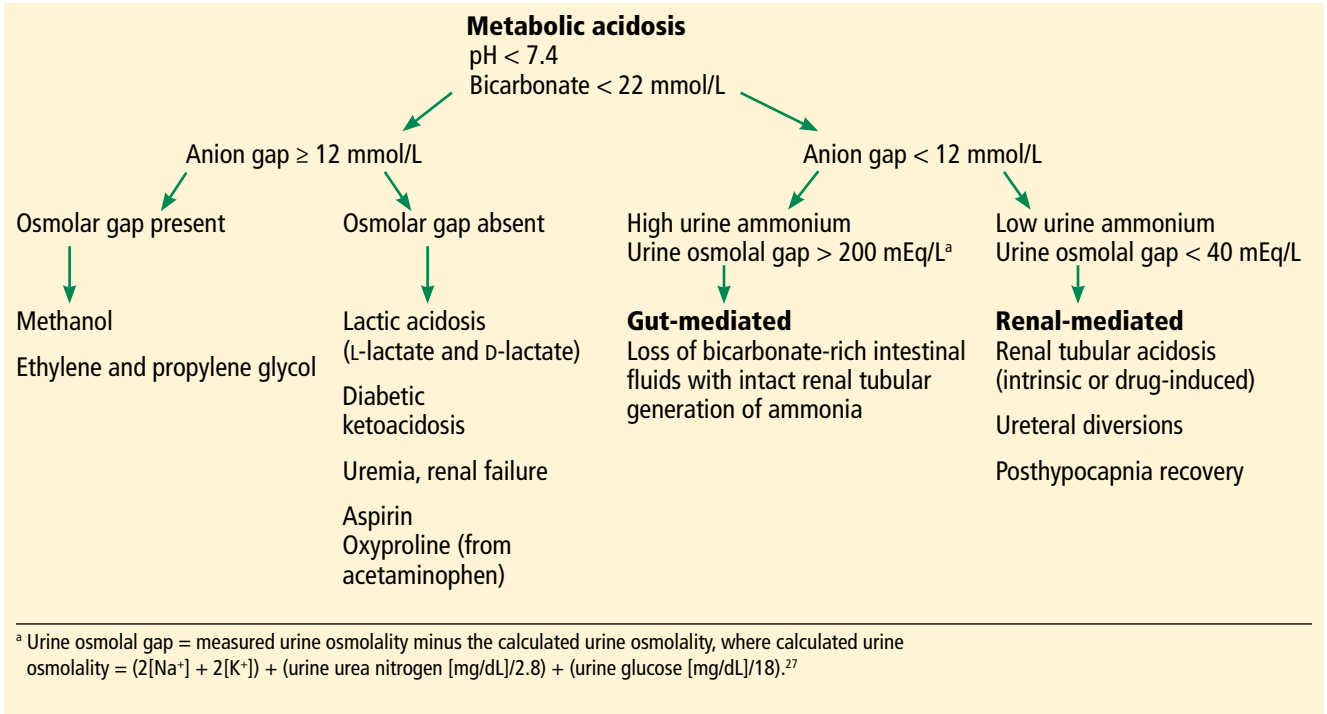 Metabolic acidosis
pH < 7.4
Bicarbonate < 22 mmol/L
Anion gap ≥ 12 mmol/L
Anion gap < 12 mmol/L
Osmolar gap present
Osmolar gap absent
High urine ammonium
Urine osmolal gap > 200 mEq/Lᵃ
Low urine ammonium
Urine osmolal gap < 40 mEq/L
Methanol
Ethylene and propylene glycol
Lactic acidosis
(L-lactate and D-lactate)
Diabetic
ketoacidosis
Uremia, renal failure
Aspirin
Oxyproline (from
acetaminophen)
Gut-mediated
Loss of bicarbonate-rich intestinal
fluids with intact renal tubular
generation of ammonia
Renal-mediated
Renal tubular acidosis
(intrinsic or drug-induced)
Ureteral diversions
Posthypocapnia recovery
ᵃ Urine osmolal gap = measured urine osmolality minus the calculated urine osmolality, where calculated urine
osmolality = (2[Na⁺] + 2[K⁺]) + (urine urea nitrogen [mg/dL]/2.8) + (urine glucose [mg/dL]/18).²⁷